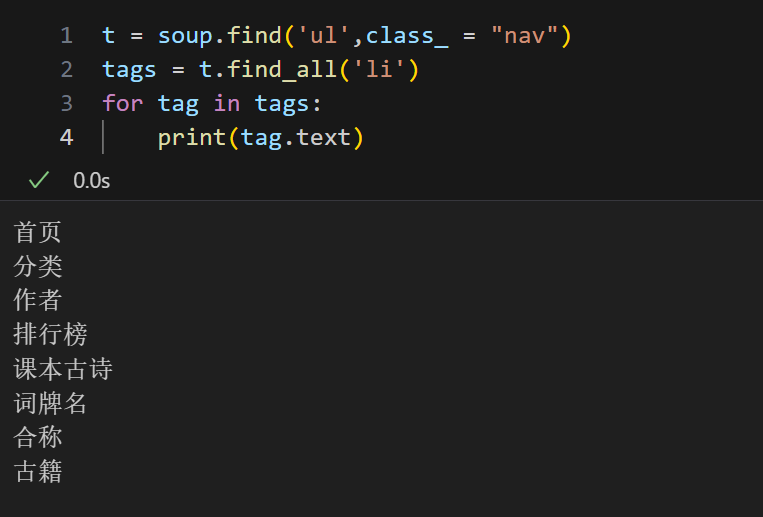 1 t = soup.find('ul',class_ = "nav")
2 tags = t.find_all('li')
3 for tag in tags:
4     print(tag.text)
0.0s
首页
分类
作者
排行榜
课本古诗
词牌名
合称
古籍